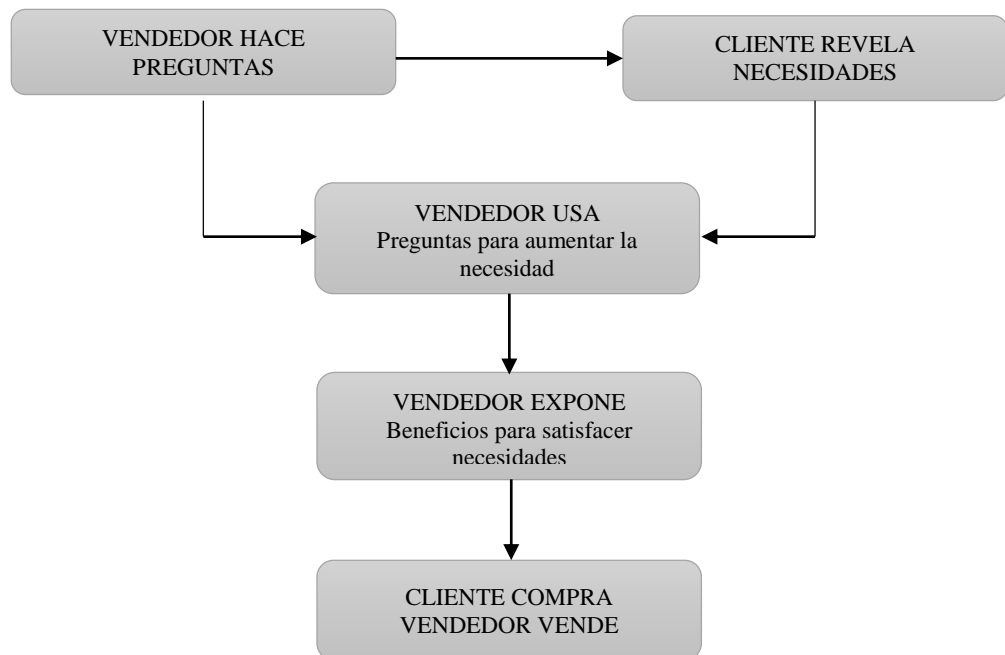 VENDEDOR HACE
PREGUNTAS
CLIENTE REVELA
NECESIDADES
VENDEDOR USA
Preguntas para aumentar la
necesidad
VENDEDOR EXPONE
Beneficios para satisfacer
necesidades
CLIENTE COMPRA
VENDEDOR VENDE